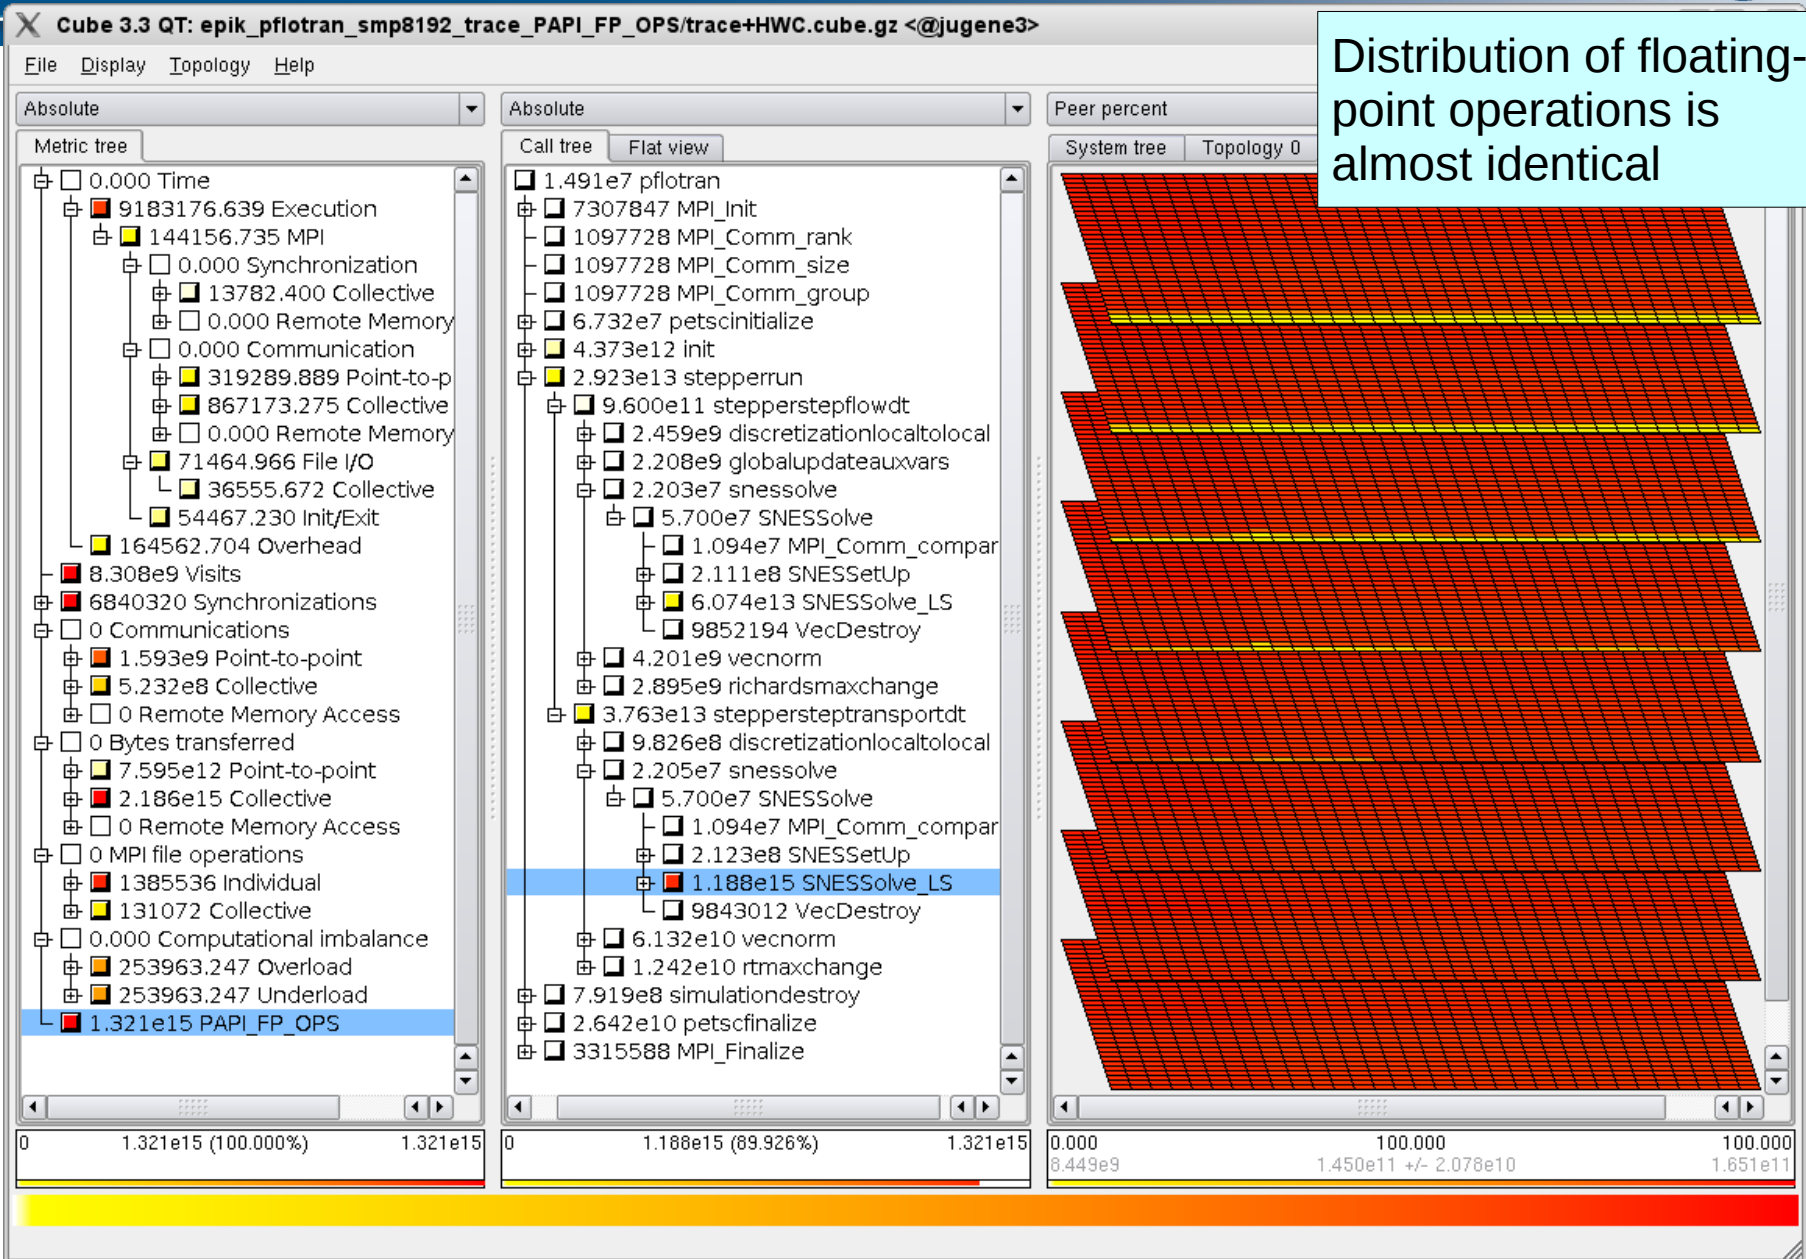 Cube 3.3 QT: epik_pflotran_smp8192_trace_PAPI_FP_OPS/trace+HWC.cube.gz <@jugene3>
File Display Topology Help
Distribution of floating-
point operations is
almost identical
Absolute
Metric tree
0.000 Time
9183176.639 Execution
144156.735 MPI
0.000 Synchronization
13782.400 Collective
0.000 Remote Memory
0.000 Communication
319289.889 Point-to-p
867173.275 Collective
0.000 Remote Memory
71464.966 File I/O
36555.672 Collective
54467.230 Init/Exit
164562.704 Overhead
8.308e9 Visits
6840320 Synchronizations
0 Communications
1.593e9 Point-to-point
5.232e8 Collective
0 Remote Memory Access
0 Bytes transferred
7.595e12 Point-to-point
2.186e15 Collective
0 Remote Memory Access
0 MPI file operations
1385536 Individual
131072 Collective
0.000 Computational imbalance
253963.247 Overload
253963.247 Underload
1.321e15 PAPI_FP_OPS
0 1.321e15 (100.000%) 1.321e15
Absolute
Call tree Flat view
1.491e7 pflotran
7307847 MPI_Init
1097728 MPI_Comm_rank
1097728 MPI_Comm_size
1097728 MPI_Comm_group
6.732e7 petscinitialize
4.373e12 init
2.923e13 stepperrun
9.600e11 stepperstepflowdt
2.459e9 discretizationlocaltolocal
2.208e9 globalupdateauxvars
2.203e7 snessolve
5.700e7 SNESSolve
1.094e7 MPI_Comm_compar
2.111e8 SNESSetUp
6.074e13 SNESSolve_LS
9852194 VecDestroy
4.201e9 vecnorm
2.895e9 richardsmaxchange
3.763e13 steppersteptransportdt
9.826e8 discretizationlocaltolocal
2.205e7 snessolve
5.700e7 SNESSolve
1.094e7 MPI_Comm_compar
2.123e8 SNESSetUp
1.188e15 SNESSolve_LS
9843012 VecDestroy
6.132e10 vecnorm
1.242e10 rtmaxchange
7.919e8 simulationdestroy
2.642e10 petscfinalize
3315588 MPI_Finalize
0 1.188e15 (89.926%) 1.321e15
Peer percent
System tree Topology 0
0.000 100.000 100.000
8.449e9 1.450e11 +/- 2.078e10 1.651e11